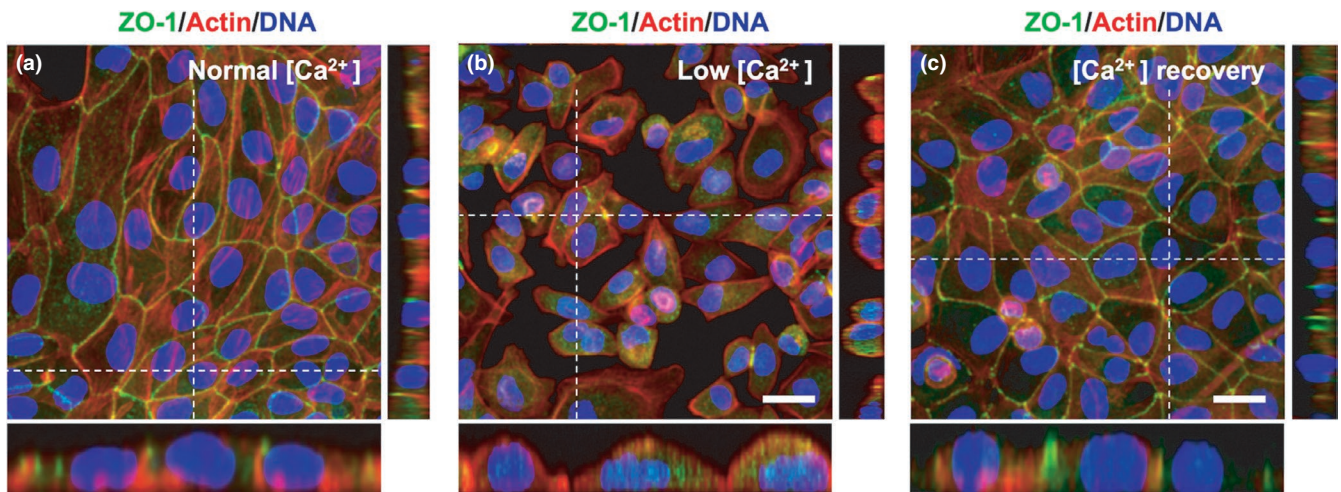 ZO-1/Actin/DNA
ZO-1/Actin/DNA
ZO-1/Actin/DNA
(a)
Normal [Ca²⁺]
(b)
Low [Ca²⁺]
(c)
[Ca²⁺] recovery